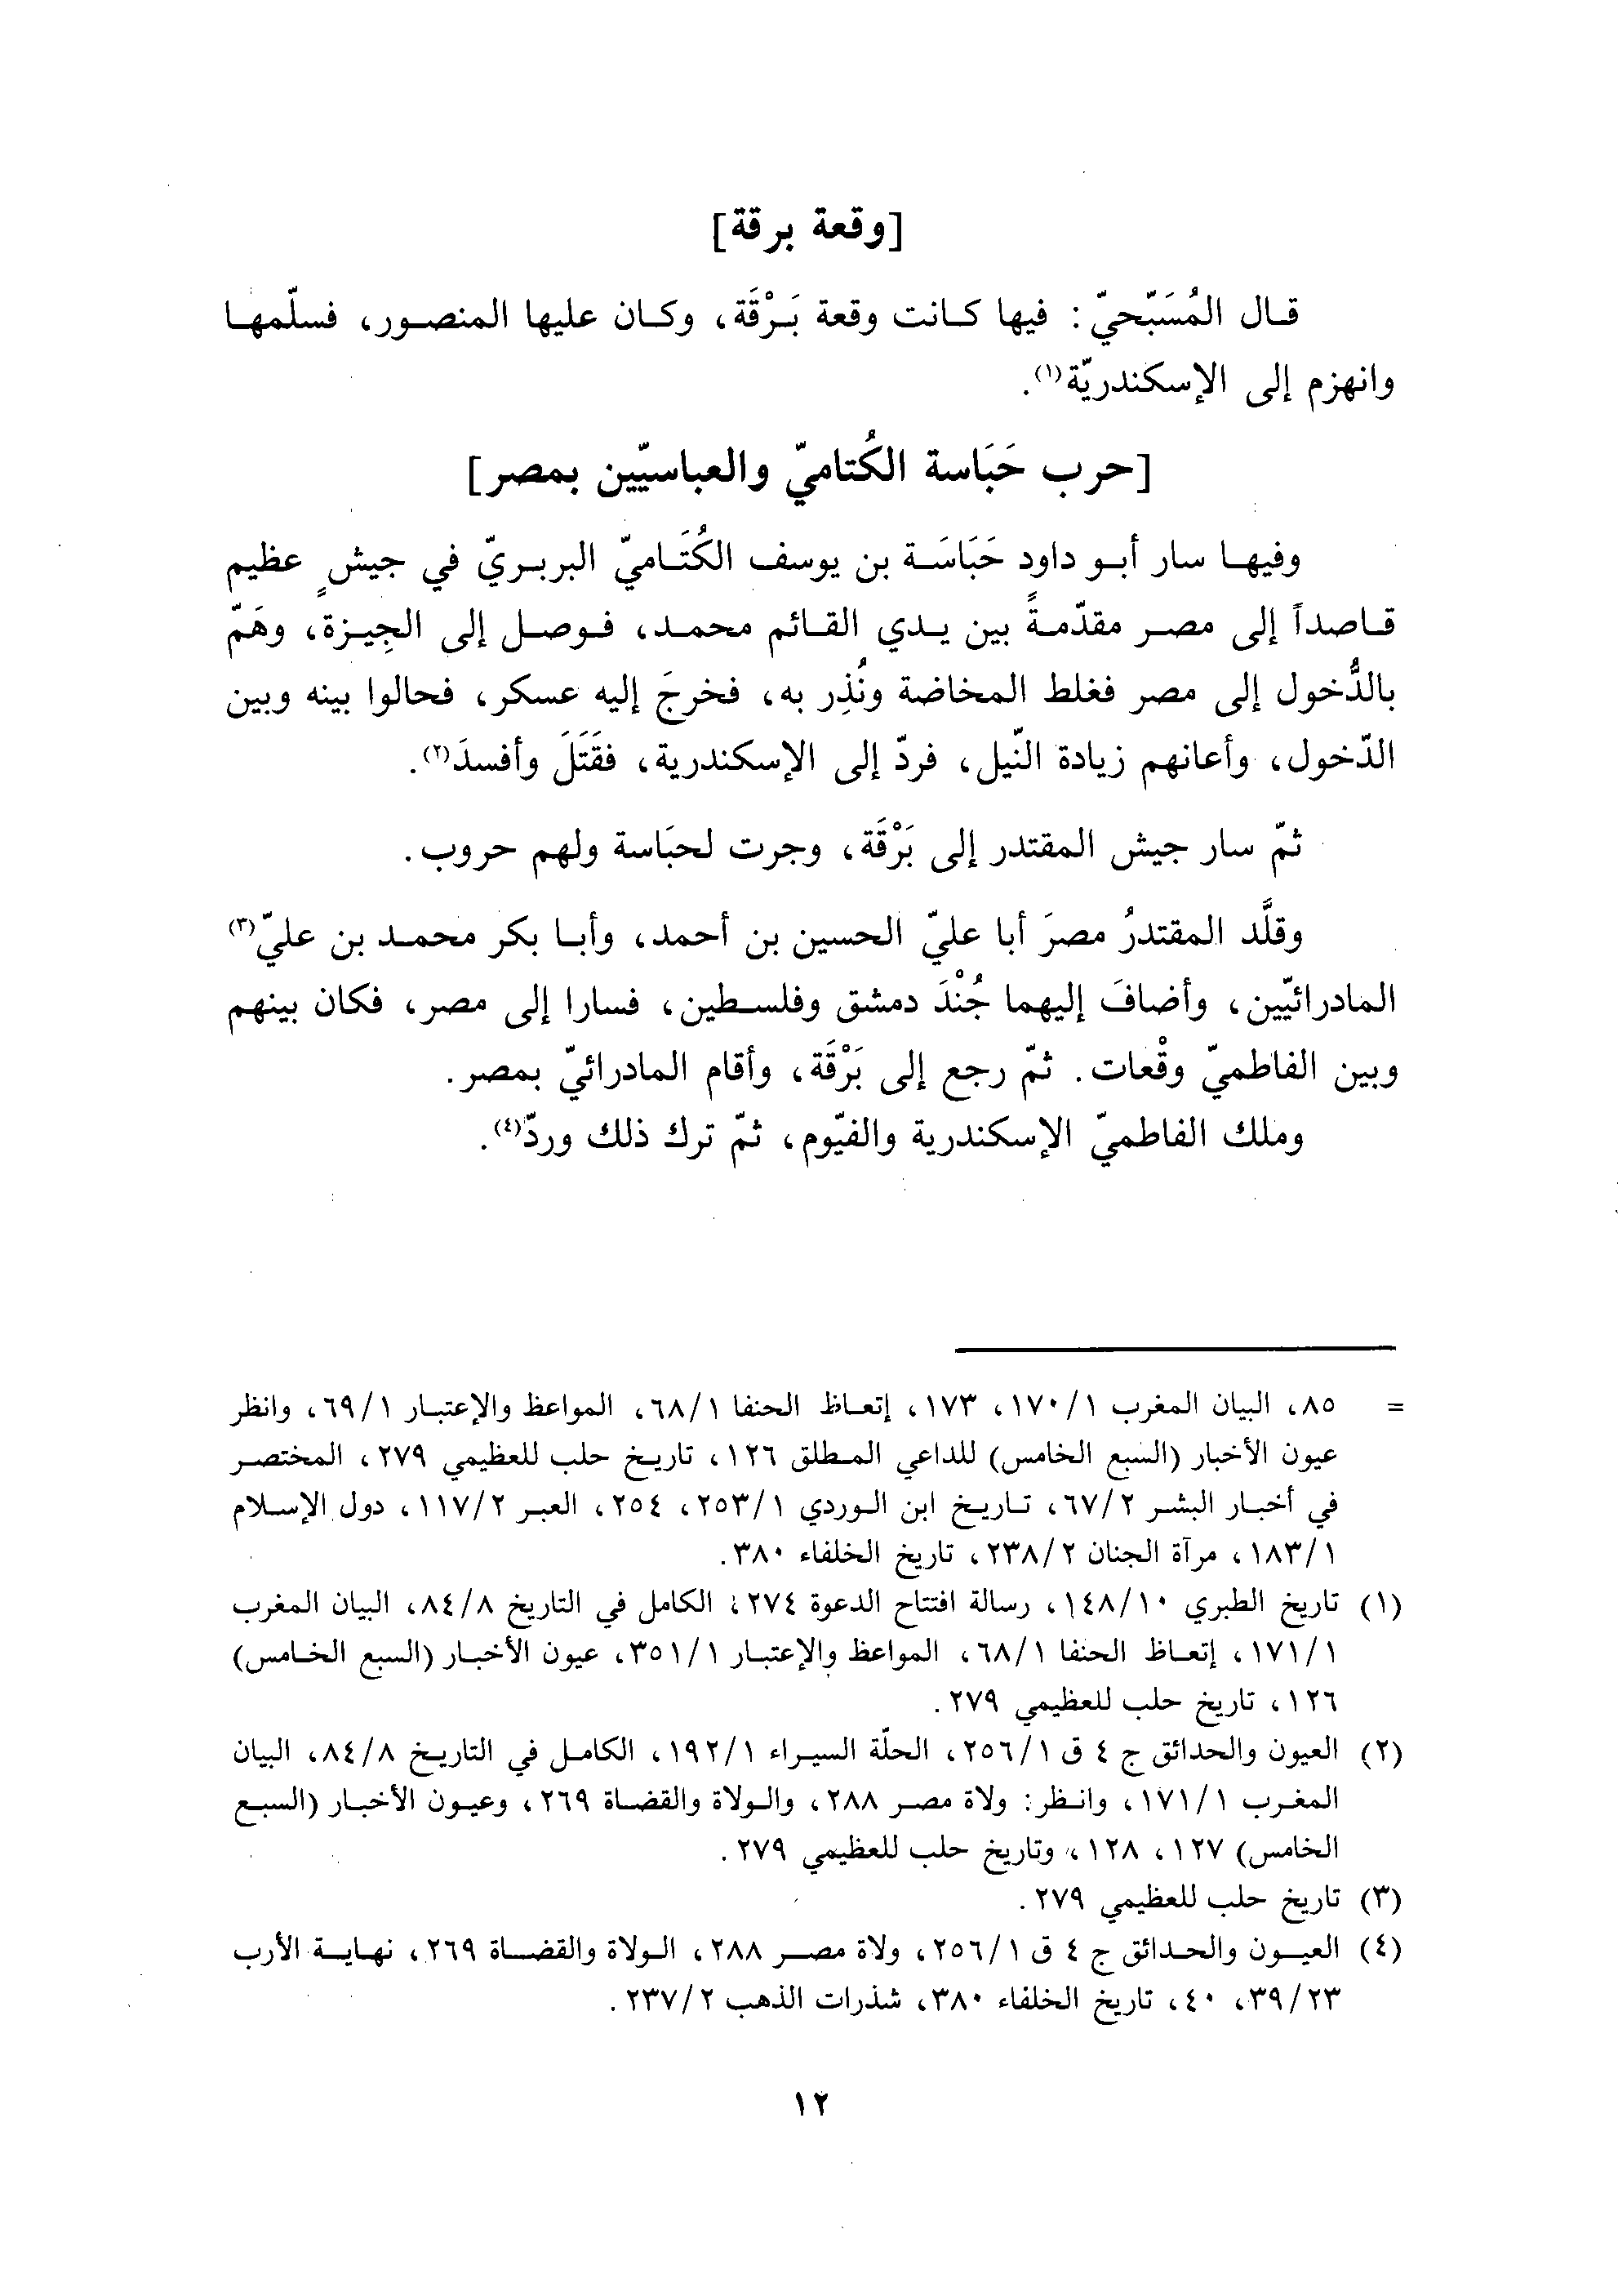 [وقعة برقة]
قال المُسَبّحيّ: فيها كانت وقعة بَرْقَة، وكان عليها المنصور، فسلّمها
وانهزم إلى الإسكندريّة(١).
[حرب حَبَاسة الكُتاميّ والعباسيّين بمصر]
وفيها سار أبو داود حَبَاسَة بن يوسف الكُتَاميّ البربريّ في جيشٍ عظيم
قاصداً إلى مصر مقدّمةً بين يدي القائم محمد، فوصل إلى الجِيزة، وهَمّ
بالدُّخول إلى مصر فغلط المخاضة ونُذِر به، فخرجَ إليه عسكر، فحالوا بينه وبين
الدّخول، وأعانهم زيادة النّيل، فردّ إلى الإسكندرية، فقَتَلَ وأفسدَ(٢).
ثمّ سار جيش المقتدر إلى بَرْقَة، وجرت لحبَاسة ولهم حروب.
وقلَّد المقتدرُ مصرَ أبا عليّ الحسين بن أحمد، وأبا بكر محمد بن عليّ(٣)
المادرائيّين، وأضافَ إليهما جُنْدَ دمشق وفلسطين، فسارا إلى مصر، فكان بينهم
وبين الفاطميّ وقْعات. ثمّ رجع إلى بَرْقَة، وأقام المادرائيّ بمصر.
وملك الفاطميّ الإسكندرية والفيّوم، ثمّ ترك ذلك وردّ(٤).
= ٨٥، البيان المغرب ١/١٧٠، ١٧٣، إتعاظ الحنفا ١/٦٨، المواعظ والإعتبار ١/٦٩، وانظر
عيون الأخبار (السبع الخامس) للداعي المطلق ١٢٦، تاريخ حلب للعظيمي ٢٧٩، المختصر
في أخبار البشر ٢/٦٧، تاريخ ابن الوردي ١/٢٥٣، ٢٥٤، العبر ٢/١١٧، دول الإسلام
١/١٨٣، مرآة الجنان ٢/٢٣٨، تاريخ الخلفاء ٣٨٠.
(١) تاريخ الطبري ١٠/١٤٨، رسالة افتتاح الدعوة ٢٧٤، الكامل في التاريخ ٨/٨٤، البيان المغرب
١/١٧١، إتعاظ الحنفا ١/٦٨، المواعظ والإعتبار ١/٣٥١، عيون الأخبار (السبع الخامس)
١٢٦، تاريخ حلب للعظيمي ٢٧٩.
(٢) العيون والحدائق ج ٤ ق ١/٢٥٦، الحلّة السيراء ١/١٩٢، الكامل في التاريخ ٨/٨٤، البيان
المغرب ١/١٧١، وانظر: ولاة مصر ٢٨٨، والولاة والقضاة ٢٦٩، وعيون الأخبار (السبع
الخامس) ١٢٧، ١٢٨، وتاريخ حلب للعظيمي ٢٧٩.
(٣) تاريخ حلب للعظيمي ٢٧٩.
(٤) العيون والحدائق ج ٤ ق ١/٢٥٦، ولاة مصر ٢٨٨، الولاة والقضاة ٢٦٩، نهاية الأرب
٢٣/٣٩، ٤٠، تاريخ الخلفاء ٣٨٠، شذرات الذهب ٢/٢٣٧.
١٢